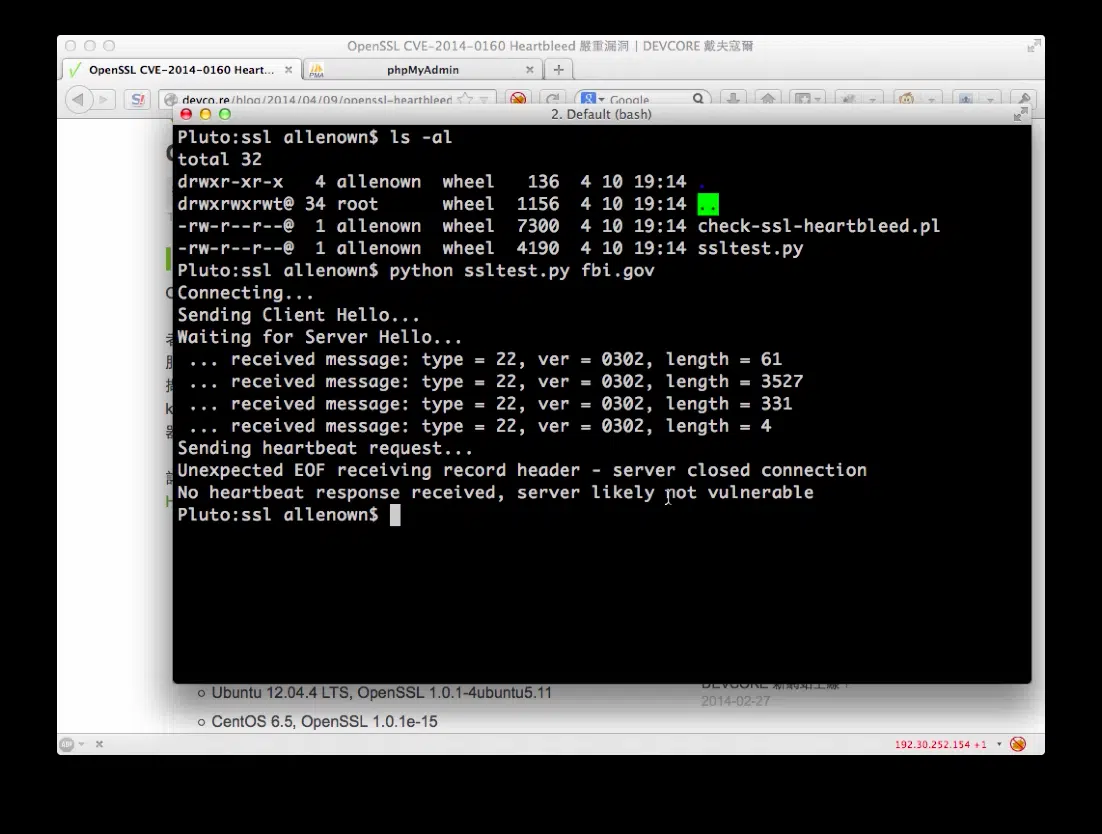 OpenSSL CVE-2014-0160 Heartbleed 嚴重漏洞 | DEVCORE 戴夫寇爾
OpenSSL CVE-2014-0160 Heart...
phpMyAdmin
devco.re/blog/2014/04/09/openssl-heartbleed
Google
2. Default (bash)
Pluto:ssl allenown$ ls -al
total 32
drwxr-xr-x 4 allenown wheel 136 4 10 19:14 .
drwxrwxrwt@ 34 root wheel 1156 4 10 19:14 ..
-rw-r--r--@ 1 allenown wheel 7300 4 10 19:14 check-ssl-heartbleed.pl
-rw-r--r--@ 1 allenown wheel 4190 4 10 19:14 ssltest.py
Pluto:ssl allenown$ python ssltest.py fbi.gov
Connecting...
Sending Client Hello...
Waiting for Server Hello...
... received message: type = 22, ver = 0302, length = 61
... received message: type = 22, ver = 0302, length = 3527
... received message: type = 22, ver = 0302, length = 331
... received message: type = 22, ver = 0302, length = 4
Sending heartbeat request...
Unexpected EOF receiving record header - server closed connection
No heartbeat response received, server likely not vulnerable
Pluto:ssl allenown$
Ubuntu 12.04.4 LTS, OpenSSL 1.0.1-4ubuntu5.11
2014-02-27
CentOS 6.5, OpenSSL 1.0.1e-15
192.30.252.154 +1